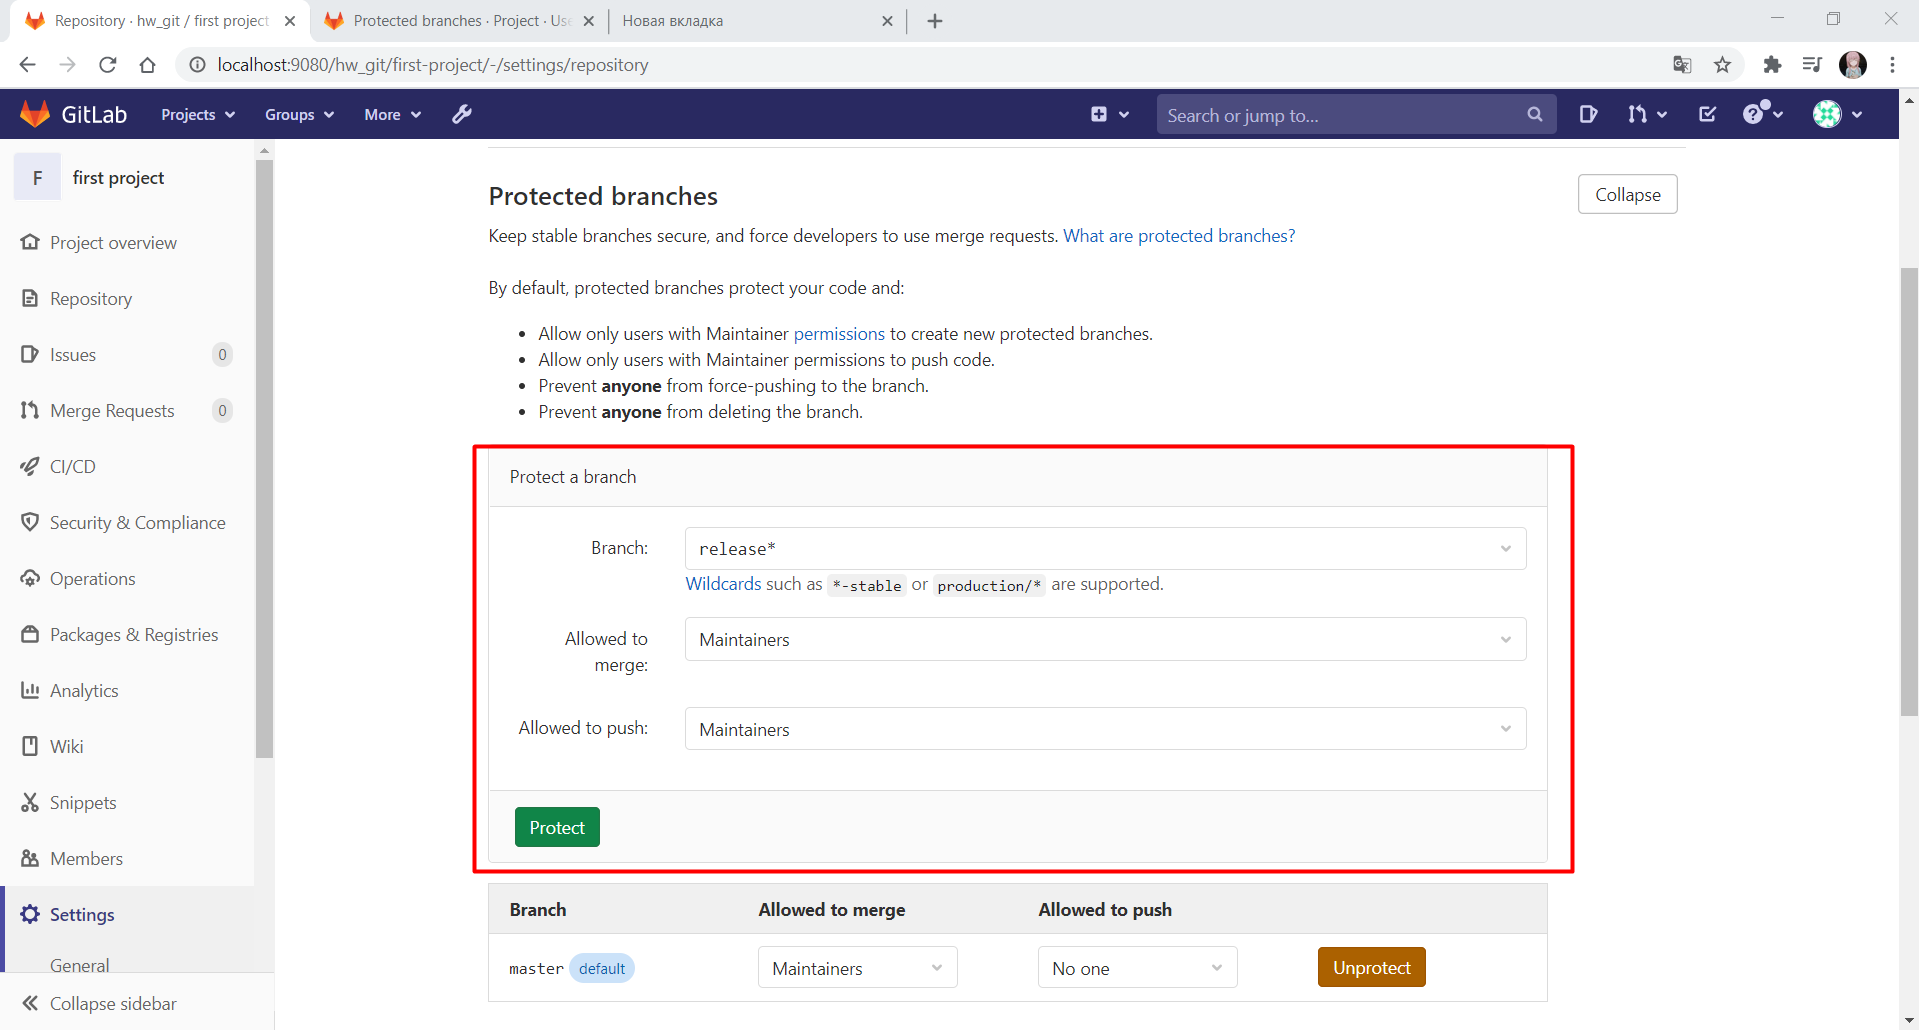 Repository · hw_git / first project
Protected branches · Project · Use
Новая вкладка
localhost:9080/hw_git/first-project/-/settings/repository
GitLab
Projects
Groups
More
Search or jump to...
F
first project
Project overview
Repository
Issues
0
Merge Requests
0
CI/CD
Security & Compliance
Operations
Packages & Registries
Analytics
Wiki
Snippets
Members
Settings
General
Collapse sidebar
Protected branches
Collapse
Keep stable branches secure, and force developers to use merge requests. What are protected branches?
By default, protected branches protect your code and:
Allow only users with Maintainer permissions to create new protected branches.
Allow only users with Maintainer permissions to push code.
Prevent anyone from force-pushing to the branch.
Prevent anyone from deleting the branch.
Protect a branch
Branch:
release*
Wildcards such as *-stable or production/* are supported.
Allowed to
merge:
Maintainers
Allowed to push:
Maintainers
Protect
Branch Allowed to merge Allowed to push
master default Maintainers No one Unprotect